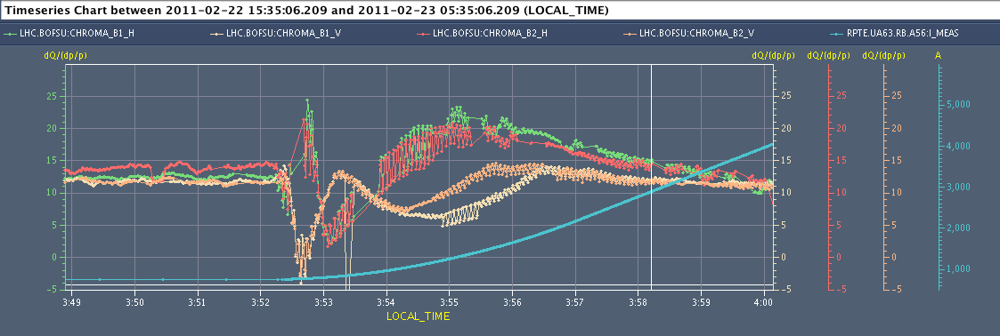 Timeseries Chart between 2011-02-22 15:35:06.209 and 2011-02-23 05:35:06.209 (LOCAL_TIME)
LHC.BOFSU:CHROMA_B1_H LHC.BOFSU:CHROMA_B1_V LHC.BOFSU:CHROMA_B2_H LHC.BOFSU:CHROMA_B2_V RPTE.UA63.RB.A56:I_MEAS
dQ/(dp/p) dQ/(dp/p) dQ/(dp/p) dQ/(dp/p) A
25 25 25 25 5,000
20 20 20 20 4,000
15 15 15 15
10 10 10 10 3,000
5 5 5 5 2,000
0 0 0 0 1,000
-5 -5 -5 -5
3:49 3:50 3:51 3:52 3:53 3:54 3:55 3:56 3:57 3:58 3:59 4:00
LOCAL_TIME